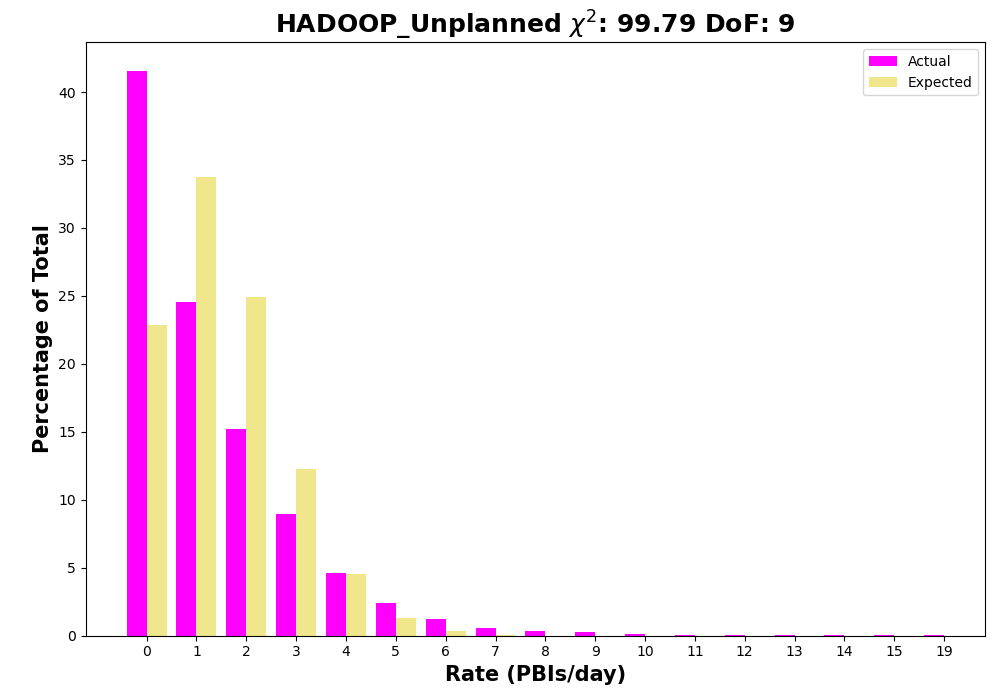 HADOOP_Unplanned χ²: 99.79 DoF: 9
Actual
Expected
Percentage of Total
40
35
30
25
20
15
10
5
0
0 1 2 3 4 5 6 7 8 9 10 11 12 13 14 15 19
Rate (PBIs/day)